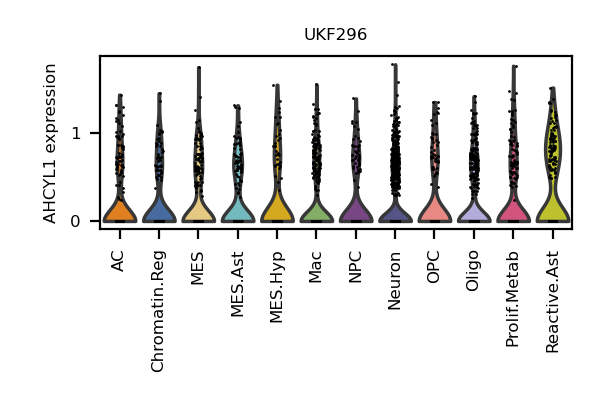 UKF296
AHCYL1 expression
1
0
AC
Chromatin.Reg
MES
MES.Ast
MES.Hyp
Mac
NPC
Neuron
OPC
Oligo
Prolif.Metab
Reactive.Ast